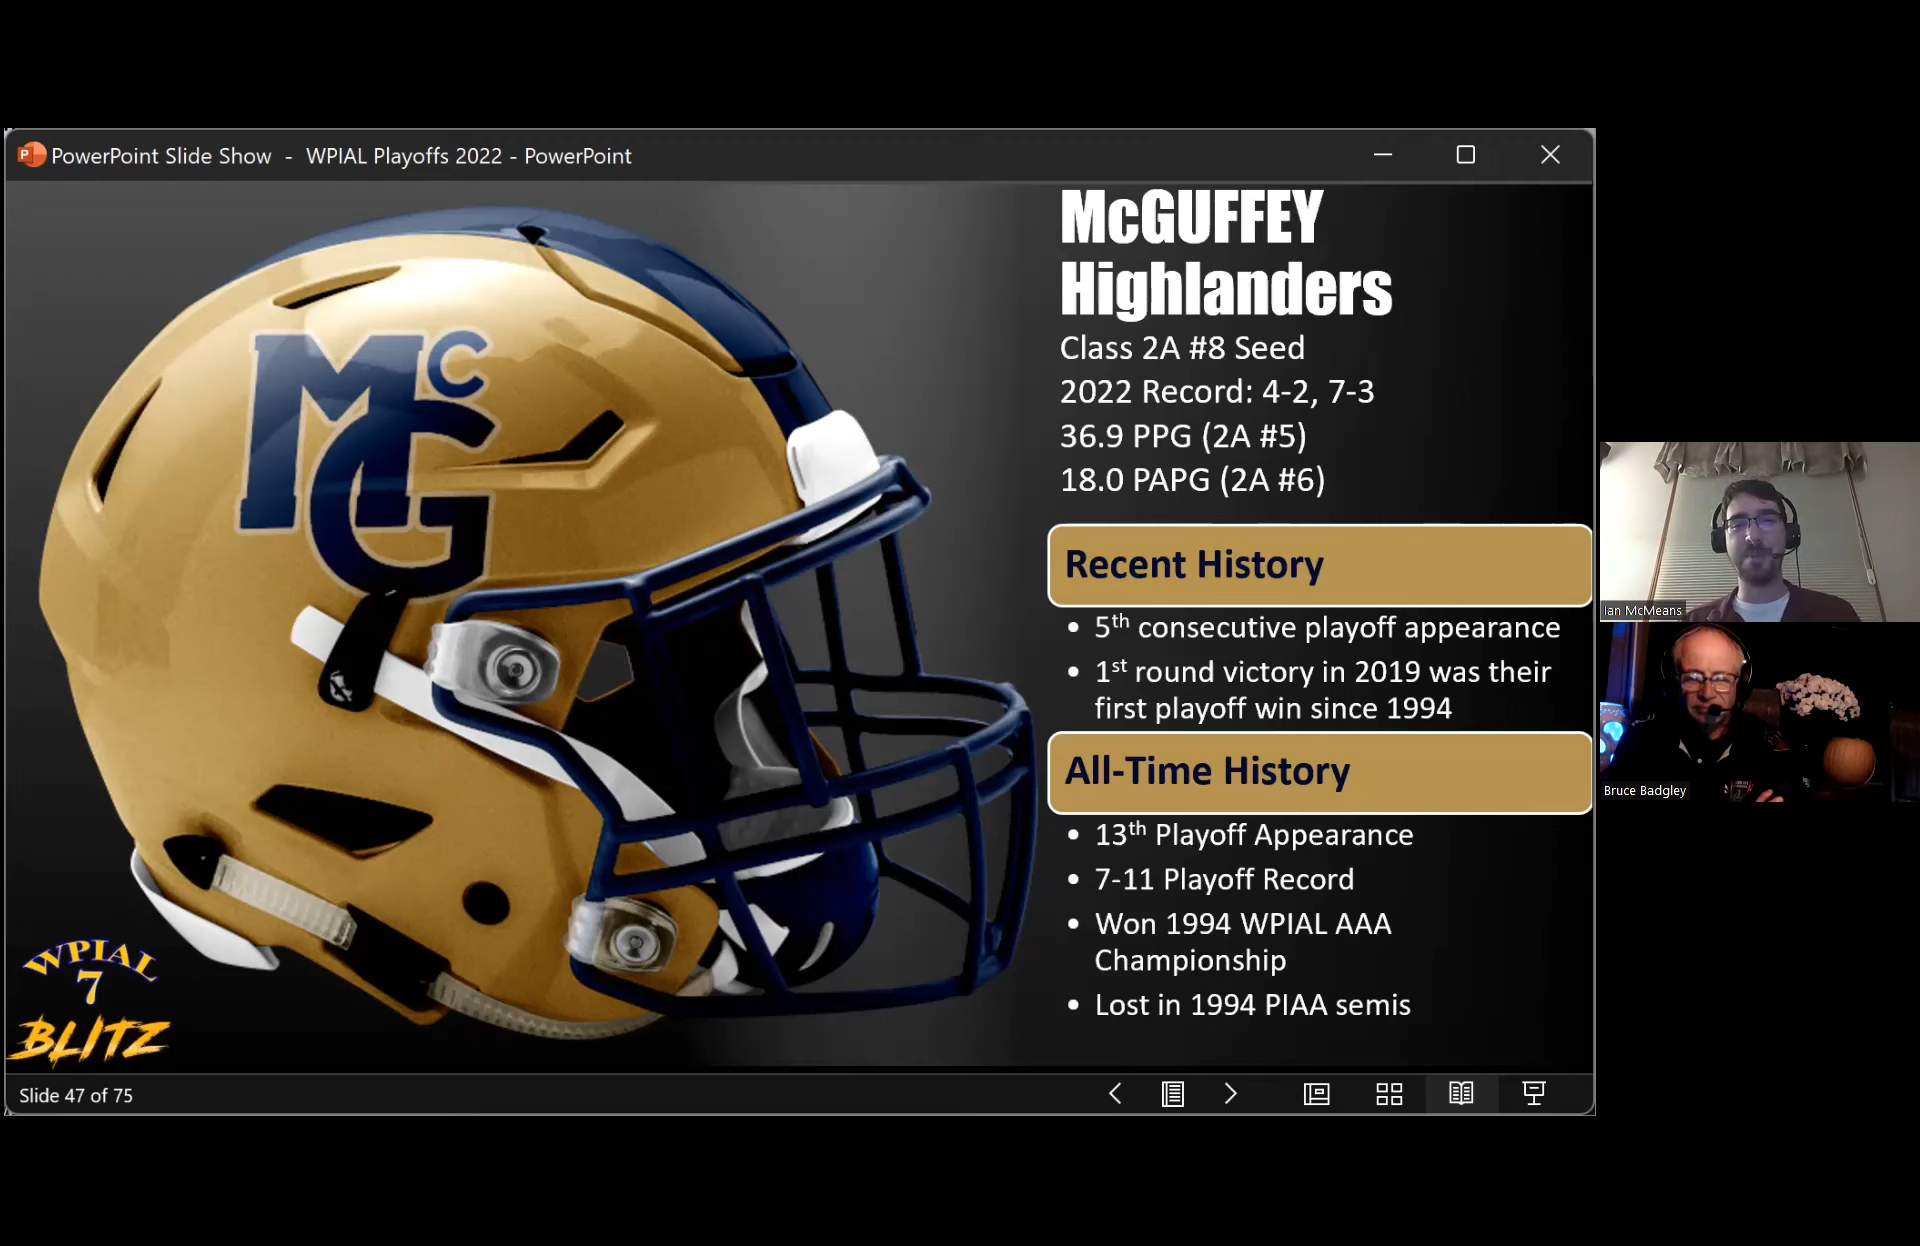 PowerPoint Slide Show - WPIAL Playoffs 2022 - PowerPoint
McGUFFEY
Highlanders
Class 2A #8 Seed
2022 Record: 4-2, 7-3
36.9 PPG (2A #5)
18.0 PAPG (2A #6)
Recent History
• 5th consecutive playoff appearance
• 1st round victory in 2019 was their
first playoff win since 1994
All-Time History
• 13th Playoff Appearance
• 7-11 Playoff Record
• Won 1994 WPIAL AAA
Championship
• Lost in 1994 PIAA semis
McG
WPIAL
7
BLITZ
Slide 47 of 75
Ian McMeans
Bruce Badgley